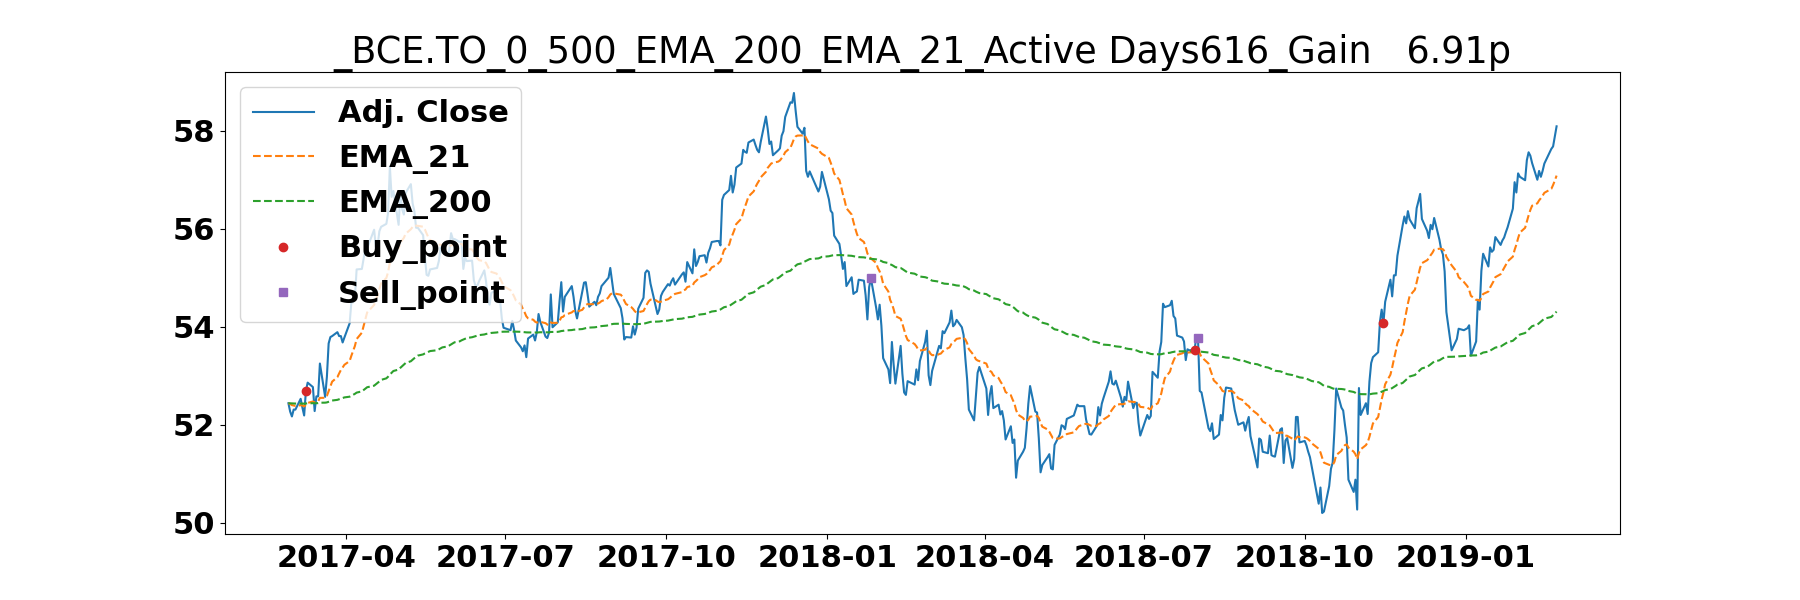 _BCE.TO_0_500_EMA_200_EMA_21_Active Days616_Gain   6.91p
Adj. Close
EMA_21
EMA_200
Buy_point
Sell_point
58
56
54
52
50
2017-04 2017-07 2017-10 2018-01 2018-04 2018-07 2018-10 2019-01